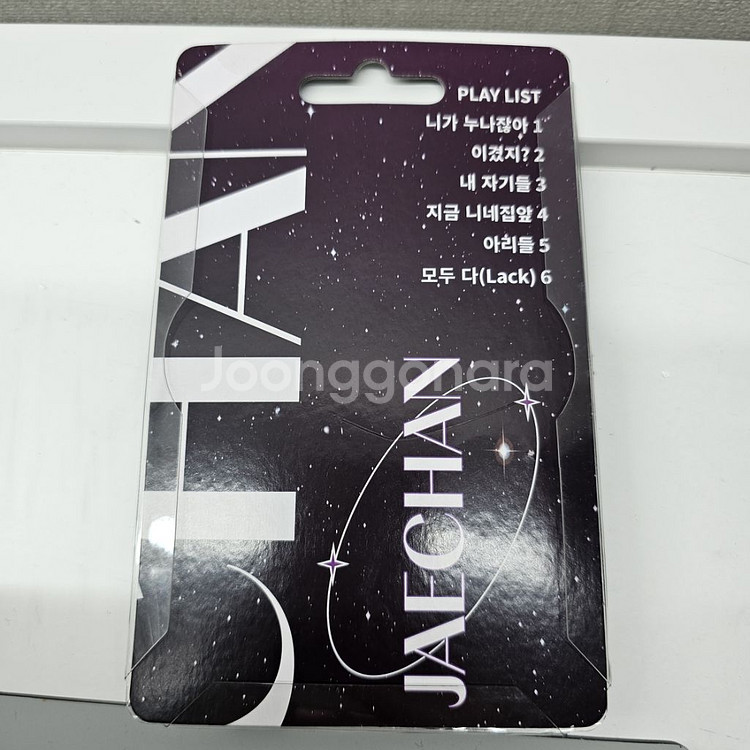 PLAY LIST
니가 누나잖아 1
이겼지? 2
내 자기들 3
지금 니네집앞 4
아리들 5
모두 다(Lack) 6
CHAN
JAECHAN
Joonggonara